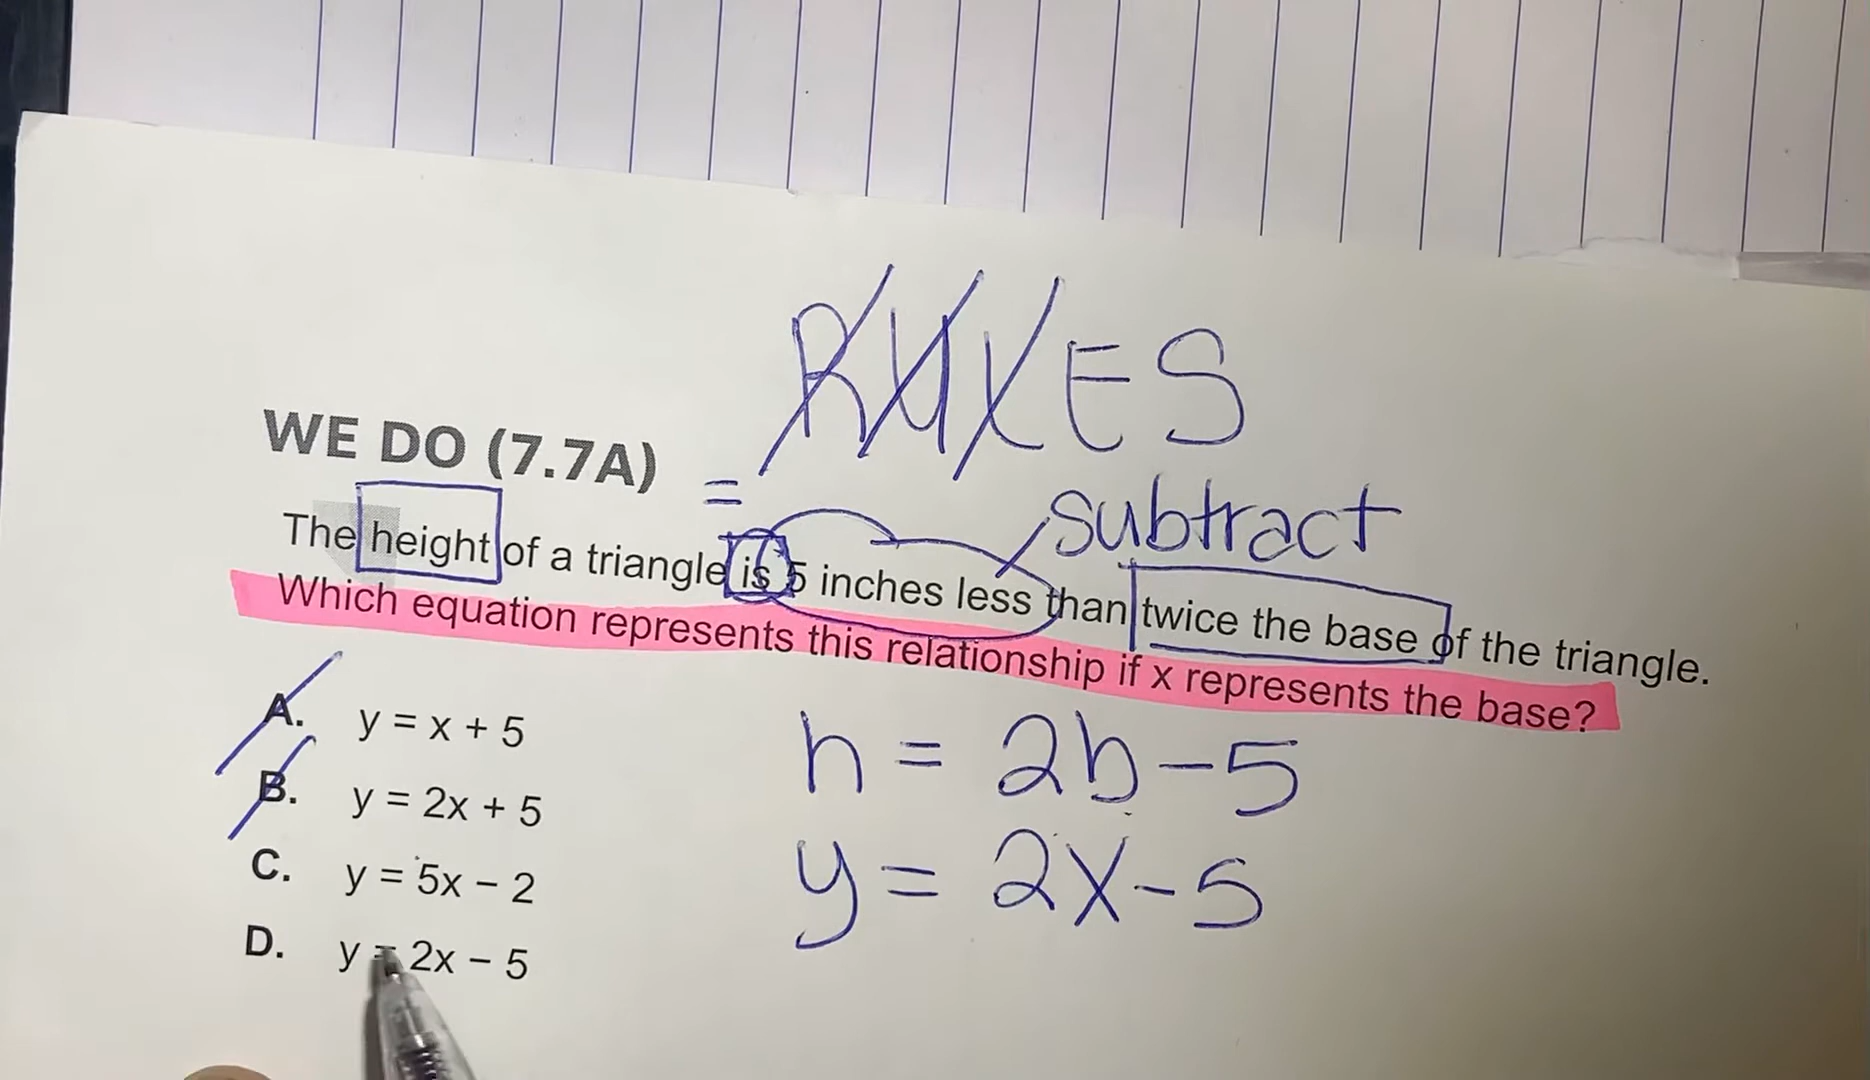 WE DO (7.7A)
=
ES
subtract
The height of a triangle is 5 inches less than twice the base of the triangle.
Which equation represents this relationship if x represents the base?
A. y = x + 5
B. y = 2x + 5
C. y = 5x - 2
D. y = 2x - 5
h = 2b - 5
y = 2x - 5